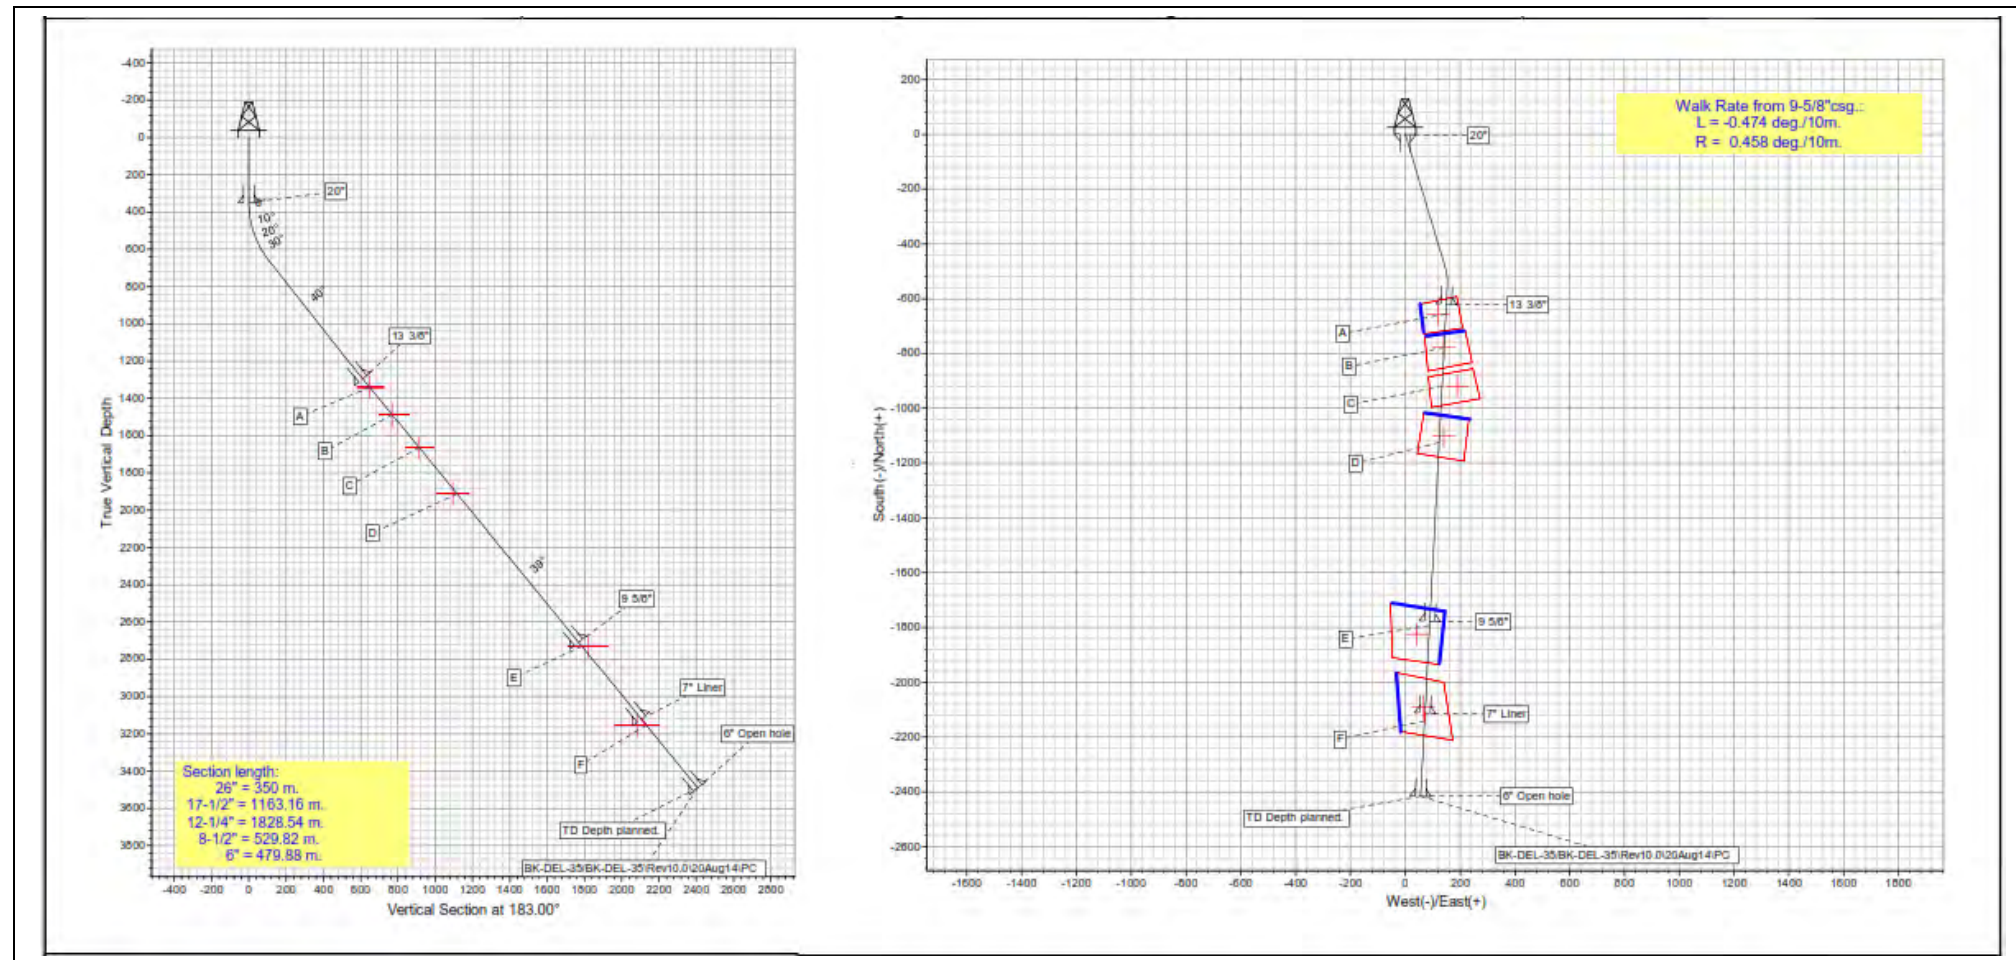 -400
-200
0
200
400
600
800
1000
1200
1400
1600
1800
2000
2200
2400
2600
2800
3000
3200
3400
3600
3800
True Vertical Depth
20"
10°
20°
30°
40°
13 3/8"
A
B
C
D
39°
9 5/8"
E
7" Liner
F
6" Open hole
TD Depth planned.
BK-DEL-35/BK-DEL-35\Rev10.0\20Aug14\PC
Section length:
26" = 350 m.
17-1/2" = 1163.16 m.
12-1/4" = 1828.54 m.
8-1/2" = 529.82 m.
6" = 479.88 m.
-400 -200 0 200 400 600 800 1000 1200 1400 1600 1800 2000 2200 2400 2600 2800
Vertical Section at 183.00°
200
0
-200
-400
-600
-800
-1000
-1200
-1400
-1600
-1800
-2000
-2200
-2400
-2600
South(-)/North(+)
Walk Rate from 9-5/8"csg.:
L = -0.474 deg./10m.
R = 0.458 deg./10m.
20"
13 3/8"
A
B
C
D
9 5/8"
E
7" Liner
F
6" Open hole
TD Depth planned.
BK-DEL-35/BK-DEL-35\Rev10.0\20Aug14\PC
-1600 -1400 -1200 -1000 -800 -600 -400 -200 0 200 400 600 800 1000 1200 1400 1600 1800
West(-)/East(+)